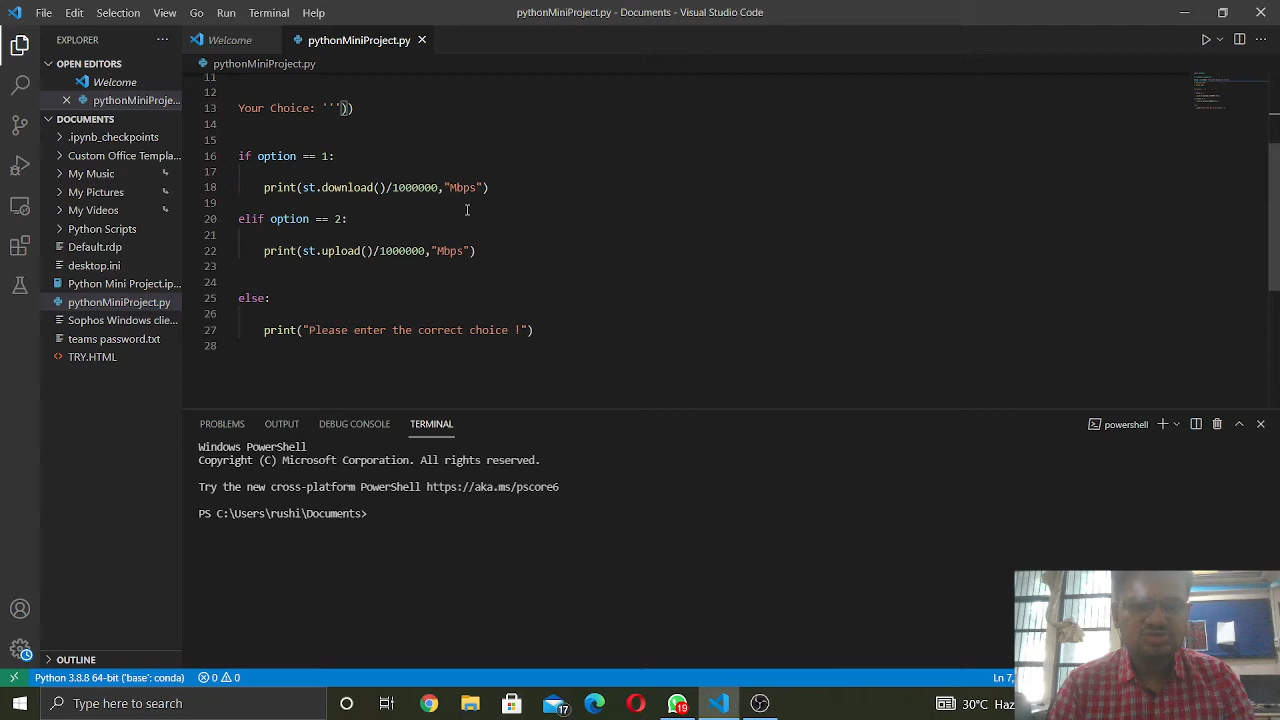 File Edit Selection View Go Run Terminal Help pythonMiniProject.py - Documents - Visual Studio Code
EXPLORER
Welcome
pythonMiniProject.py
OPEN EDITORS
pythonMiniProject.py
Welcome
pythonMiniProje...
DOCUMENTS
.ipynb_checkpoints
Custom Office Templa...
My Music
My Pictures
My Videos
Python Scripts
Default.rdp
desktop.ini
Python Mini Project.ip...
pythonMiniProject.py
Sophos Windows clie...
teams password.txt
TRY.HTML
OUTLINE
11
12
13 Your Choice: '''))
14
15
16 if option == 1:
17
18 print(st.download()/1000000,"Mbps")
19
20 elif option == 2:
21
22 print(st.upload()/1000000,"Mbps")
23
24
25 else:
26
27 print("Please enter the correct choice !")
28
PROBLEMS OUTPUT DEBUG CONSOLE TERMINAL powershell
Windows PowerShell
Copyright (C) Microsoft Corporation. All rights reserved.
Try the new cross-platform PowerShell https://aka.ms/pscore6
PS C:\Users\rushi\Documents>
Python 3.8.8 64-bit ('base': conda) 0 0 Ln 7,
Type here to search 17 19 30°C Haz